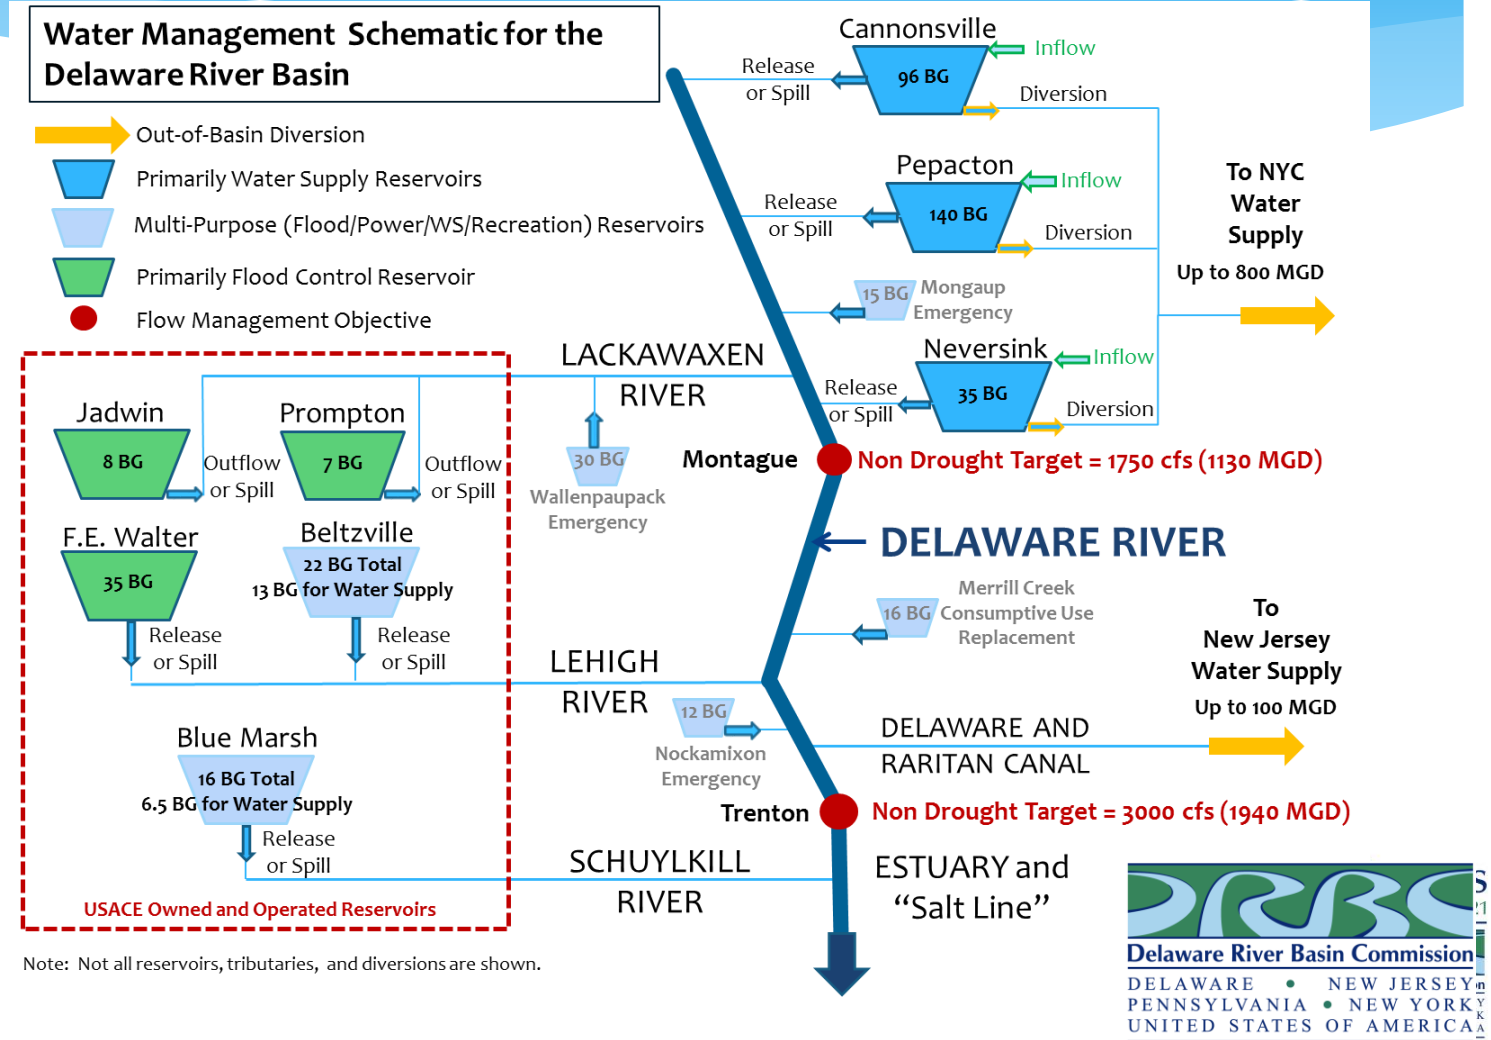 Water Management Schematic for the
Delaware River Basin
Out-of-Basin Diversion
Primarily Water Supply Reservoirs
Multi-Purpose (Flood/Power/WS/Recreation) Reservoirs
Primarily Flood Control Reservoir
Flow Management Objective
Cannonsville
Inflow
96 BG
Release
or Spill
Diversion
Pepacton
Inflow
140 BG
Release
or Spill
Diversion
To NYC
Water
Supply
Up to 800 MGD
15 BG
Mongaup
Emergency
Neversink
Inflow
35 BG
Release
or Spill
Diversion
LACKAWAXEN
RIVER
Jadwin
8 BG
Outflow
or Spill
Prompton
7 BG
Outflow
or Spill
30 BG
Wallenpaupack
Emergency
Montague
Non Drought Target = 1750 cfs (1130 MGD)
F.E. Walter
35 BG
Release
or Spill
Beltzville
22 BG Total
13 BG for Water Supply
Release
or Spill
DELAWARE RIVER
16 BG
Merrill Creek
Consumptive Use
Replacement
To
New Jersey
Water Supply
Up to 100 MGD
LEHIGH
RIVER
12 BG
Nockamixon
Emergency
DELAWARE AND
RARITAN CANAL
Blue Marsh
16 BG Total
6.5 BG for Water Supply
Release
or Spill
Trenton
Non Drought Target = 3000 cfs (1940 MGD)
SCHUYLKILL
RIVER
ESTUARY and
“Salt Line”
USACE Owned and Operated Reservoirs
Note: Not all reservoirs, tributaries, and diversions are shown.
DRBC
Delaware River Basin Commission
DELAWARE • NEW JERSEY
PENNSYLVANIA • NEW YORK
UNITED STATES OF AMERICA